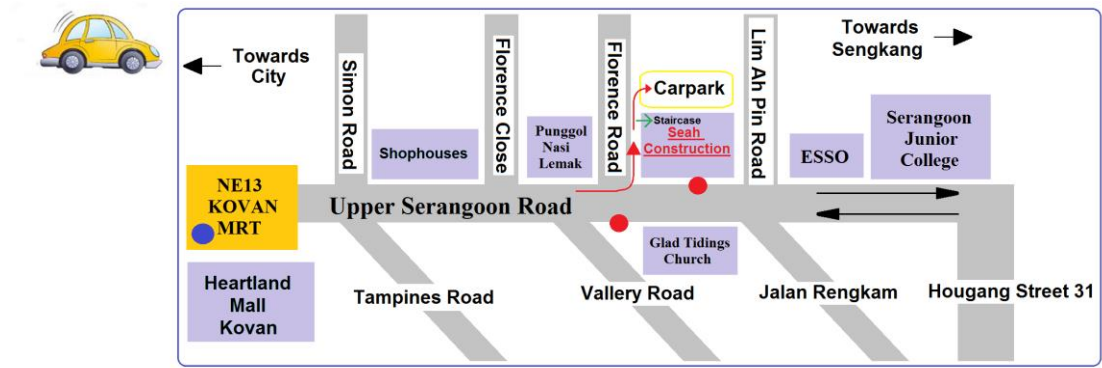 Towards
City
Simon Road
Florence Close
Florence Road
Lim Ah Pin Road
Towards
Sengkang
Carpark
Staircase
Seah
Construction
Shophouses
Punggol
Nasi
Lemak
ESSO
Serangoon
Junior
College
NE13
KOVAN
MRT
Upper Serangoon Road
Glad Tidings
Church
Heartland
Mall
Kovan
Tampines Road
Vallery Road
Jalan Rengkam
Hougang Street 31